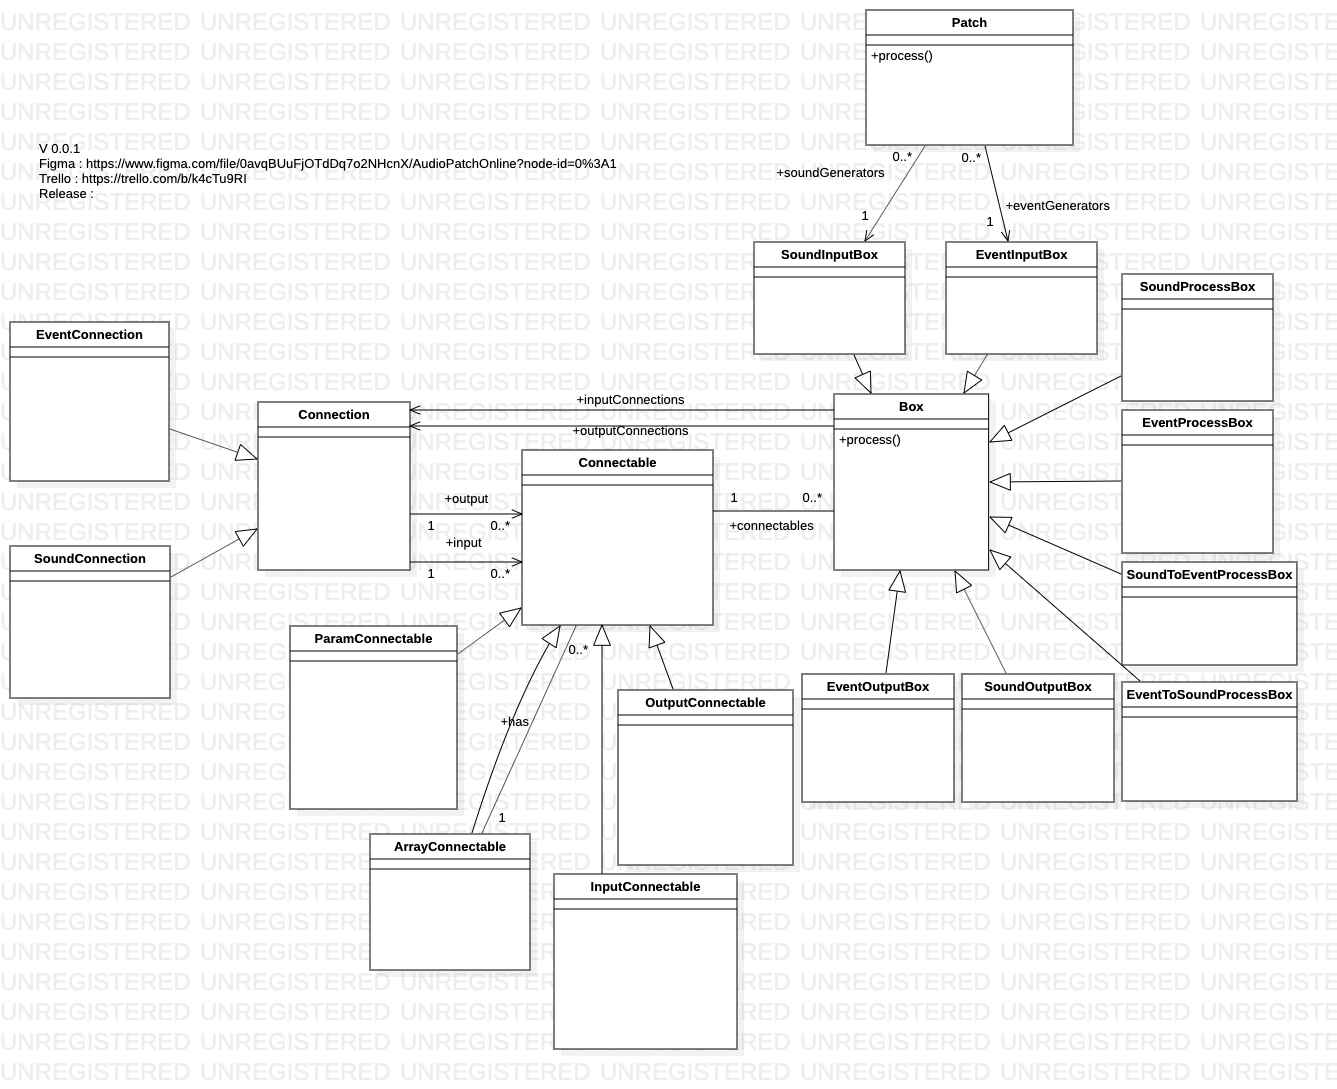 Patch
+process()
V 0.0.1
Figma : https://www.figma.com/file/0avqBUuFjOTdDq7o2NHcnX/AudioPatchOnline?node-id=0%3A1
Trello : https://trello.com/b/k4cTu9RI
Release :
0..*
0..*
+soundGenerators
+eventGenerators
1
1
SoundInputBox
EventInputBox
SoundProcessBox
EventConnection
Connection
+inputConnections
+outputConnections
Box
+process()
EventProcessBox
Connectable
+output
1
0..*
+input
1
0..*
1
0..*
+connectables
SoundConnection
SoundToEventProcessBox
ParamConnectable
0..*
+has
1
OutputConnectable
EventOutputBox
SoundOutputBox
EventToSoundProcessBox
ArrayConnectable
InputConnectable
UNREGISTERED